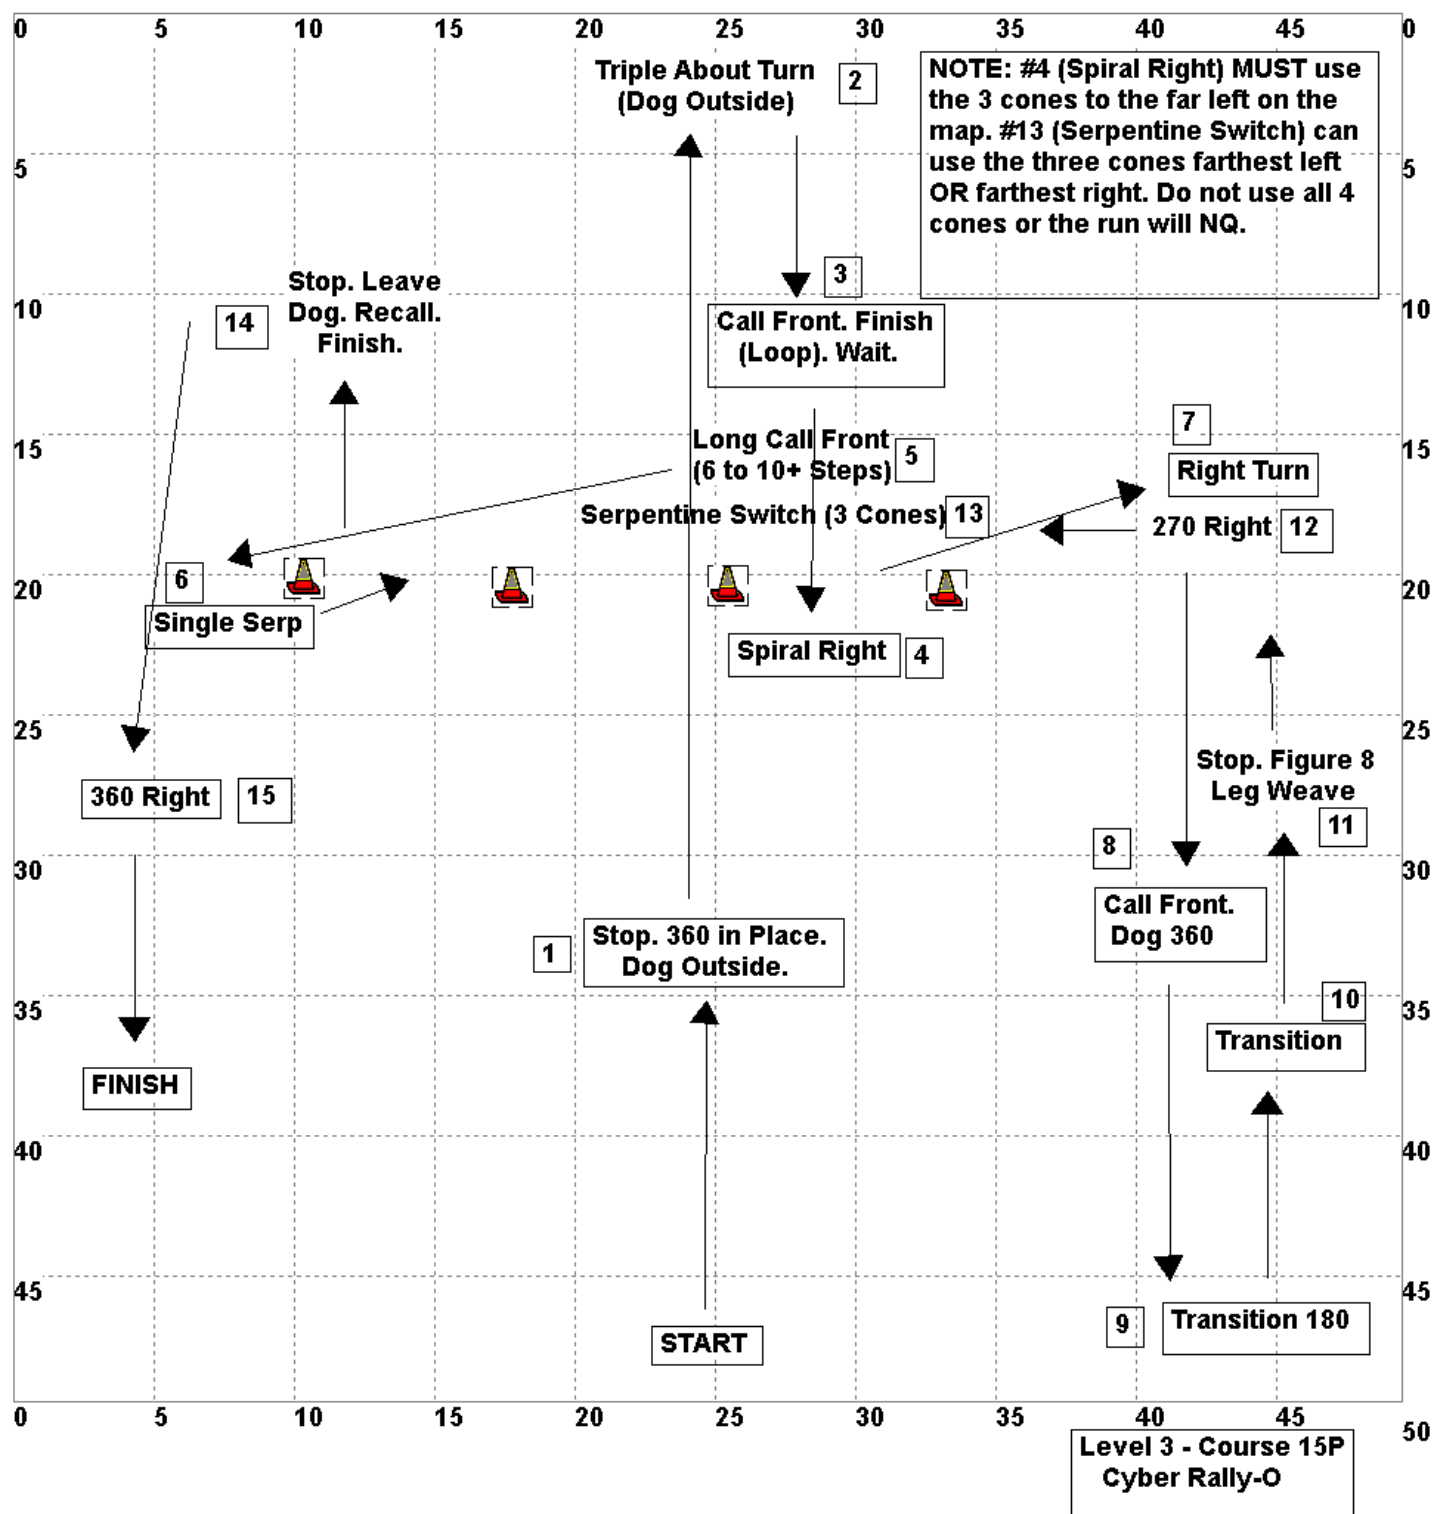 0 5 10 15 20 25 30 35 40 45 0
Triple About Turn
(Dog Outside)
2
NOTE: #4 (Spiral Right) MUST use
the 3 cones to the far left on the
map. #13 (Serpentine Switch) can
use the three cones farthest left
OR farthest right. Do not use all 4
cones or the run will NQ.
5 5
Stop. Leave
Dog. Recall.
Finish.
14
3
Call Front. Finish
(Loop). Wait.
10 10
7
Right Turn
15 15
Long Call Front
(6 to 10+ Steps)
5
Serpentine Switch (3 Cones)
13
270 Right
12
6
Single Serp
20 20
Spiral Right
4
25 25
Stop. Figure 8
Leg Weave
11
360 Right
15
8
Call Front.
Dog 360
30 30
1
Stop. 360 in Place.
Dog Outside.
10
Transition
35 35
FINISH
40 40
45 45
START
9
Transition 180
0 5 10 15 20 25 30 35 40 45 50
Level 3 - Course 15P
Cyber Rally-O